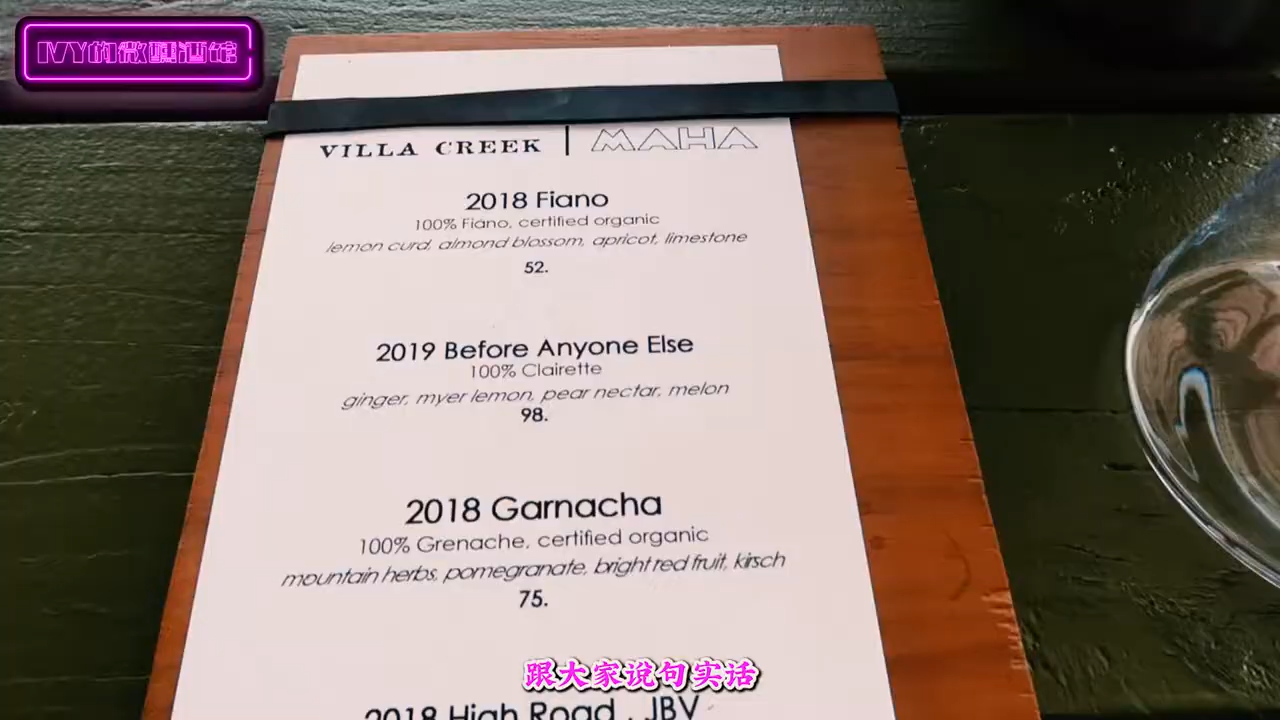 IVY的微醺酒馆
VILLA CREEK | MAHA
2018 Fiano
100% Fiano, certified organic
lemon curd, almond blossom, apricot, limestone
52.
2019 Before Anyone Else
100% Clairette
ginger, myer lemon, pear nectar, melon
98.
2018 Garnacha
100% Grenache, certified organic
mountain herbs, pomegranate, bright red fruit, kirsch
75.
2018 High Road , JBV
跟大家说句实话